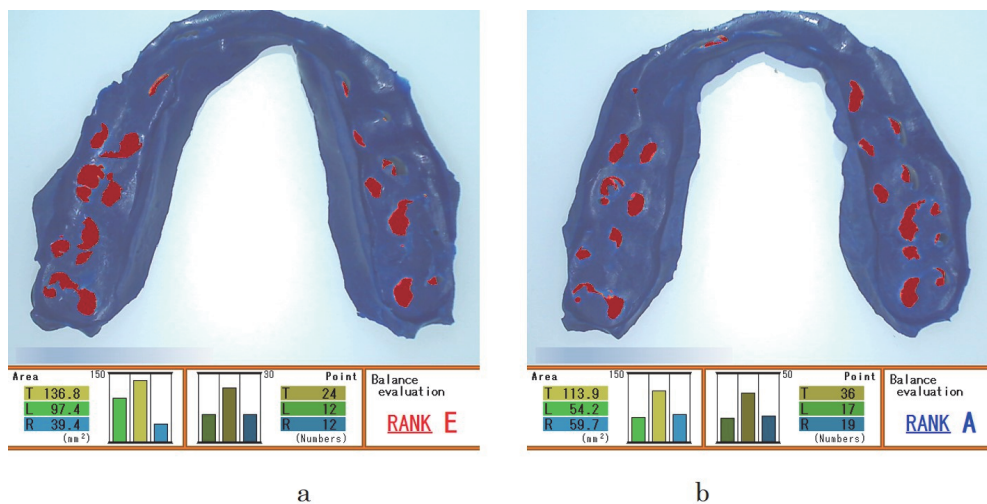 Area
150
T 136.8
L 97.4
R 39.4
(mm²)
30
Point
T 24
L 12
R 12
(Numbers)
Balance
evaluation
RANK E
a
Area
150
T 113.9
L 54.2
R 59.7
(mm²)
50
Point
T 36
L 17
R 19
(Numbers)
Balance
evaluation
RANK A
b